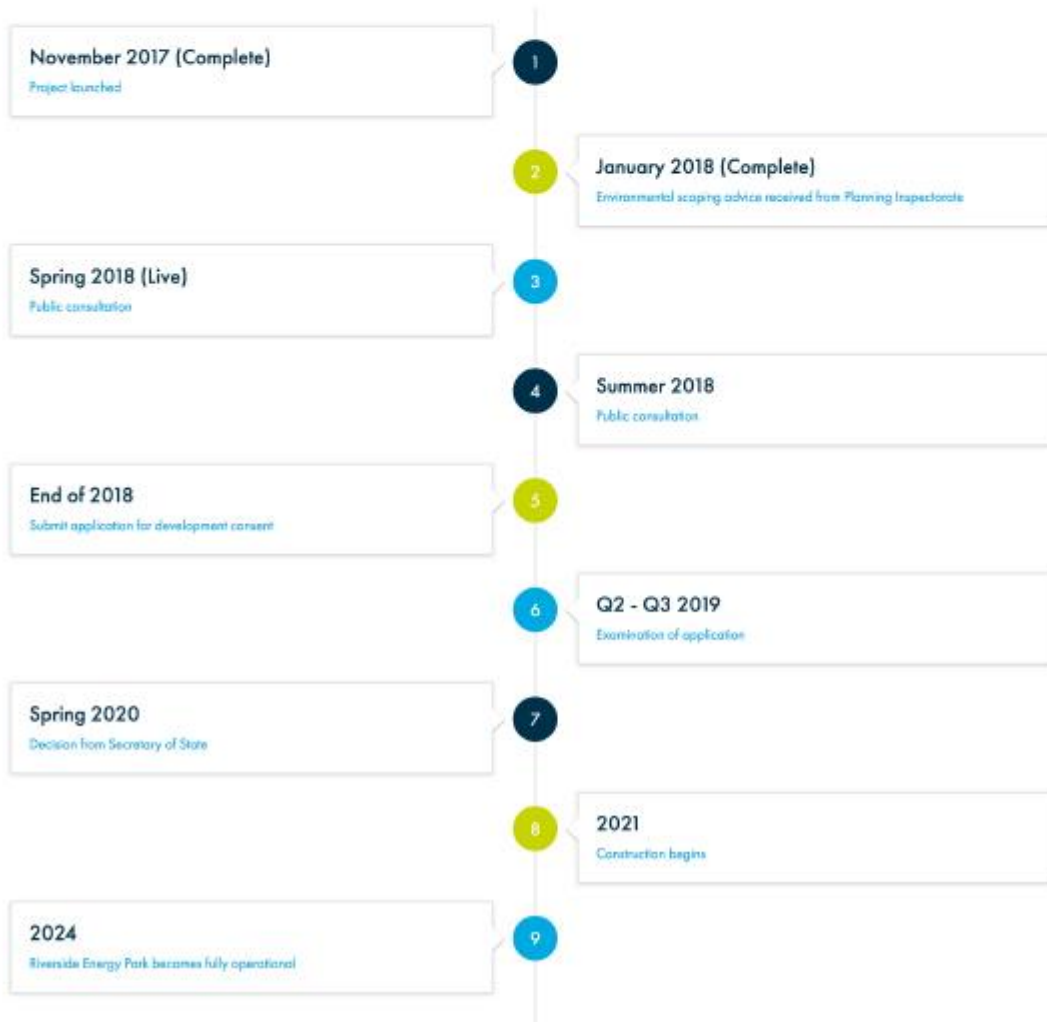 November 2017 (Complete)
Project launched
1
2
January 2018 (Complete)
Environmental scoping advice received from Planning Inspectorate
Spring 2018 (Live)
Public consultation
3
4
Summer 2018
Public consultation
End of 2018
Submit application for development consent
5
6
Q2 - Q3 2019
Examination of application
Spring 2020
Decision from Secretary of State
7
8
2021
Construction begins
2024
Riverside Energy Park becomes fully operational
9